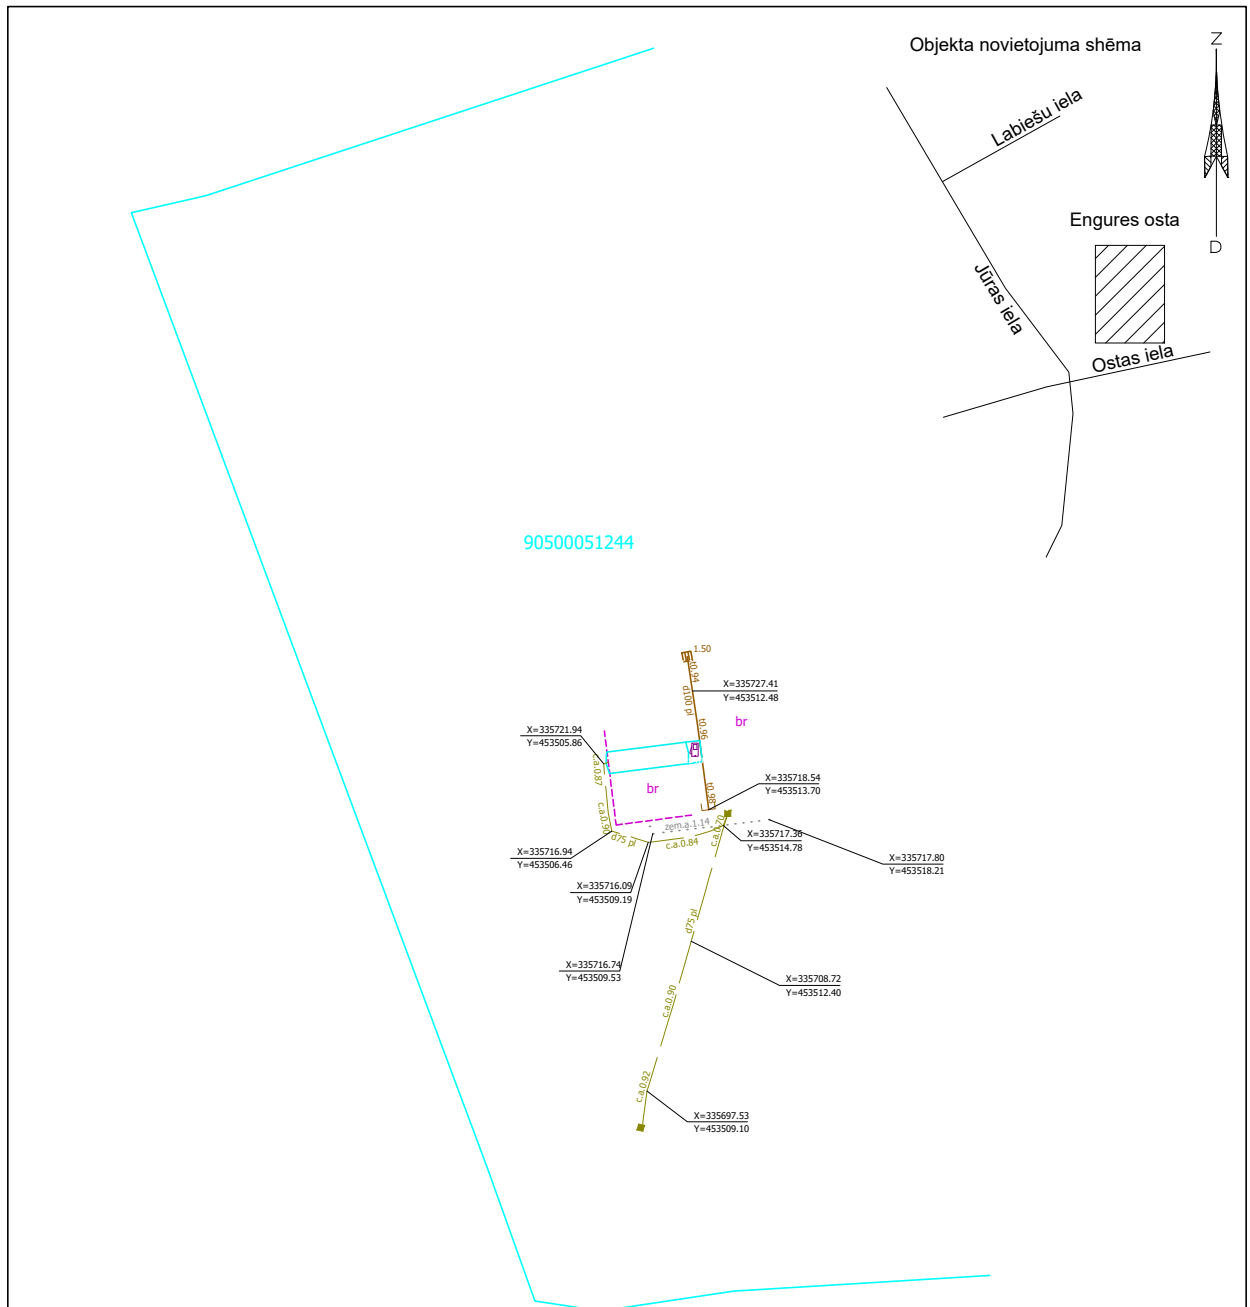 Objekta novietojuma shēma
Z
Labiešu iela
Engures osta
D
Jūras iela
Ostas iela
90500051244
1.50
t0.94
d100 pl
X=335727.41
Y=453512.48
t0.96
br
X=335721.94
Y=453505.86
c.a.0.87
br
t0.98
X=335718.54
Y=453513.70
c.a.0.90
d75 pl
zem.a.1.14
c.a.0.84
c.a.0.70
X=335717.36
Y=453514.78
X=335716.94
Y=453506.46
X=335717.80
Y=453518.21
X=335716.09
Y=453509.19
d75 pl
X=335716.74
Y=453509.53
X=335708.72
Y=453512.40
c.a.0.90
c.a.0.92
X=335697.53
Y=453509.10